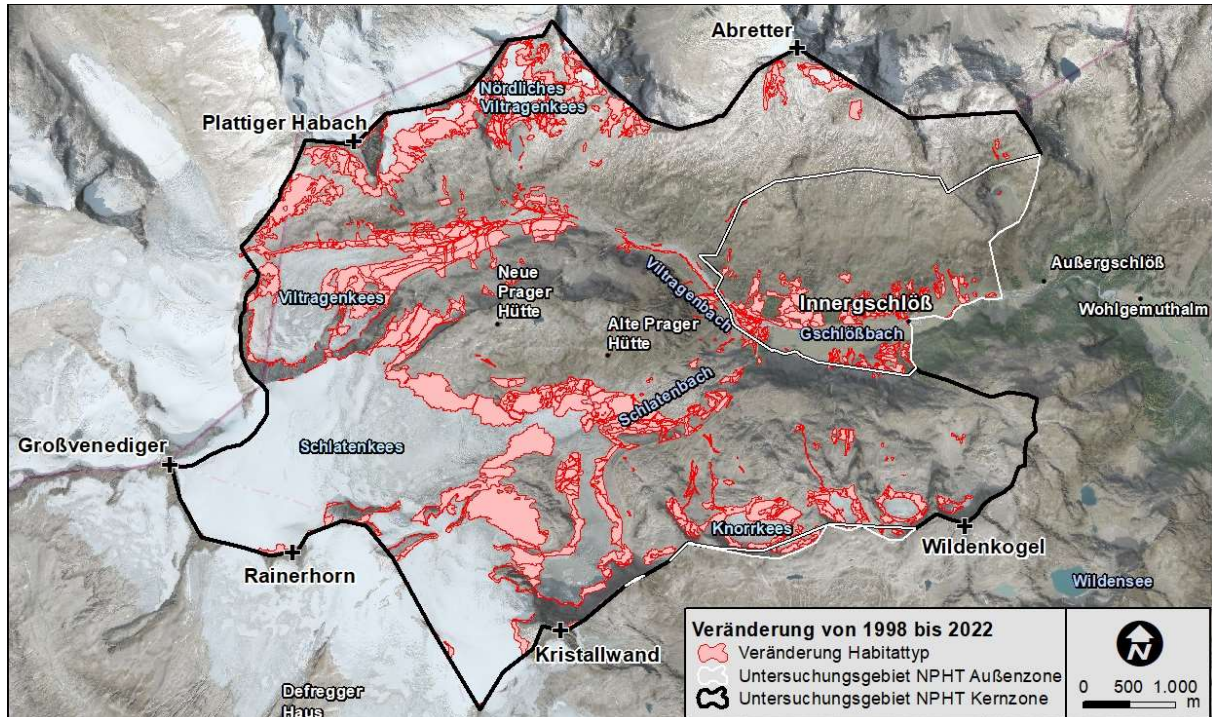 Abretter
Nördliches
Viltragenkees
Plattiger Habach
Außergschlöß
Neue
Prager
Hütte
Viltragenbach
Viltragenkees
Innergschlöß
Wohlgemuthalm
Gschlößbach
Alte Prager
Hütte
Schlatenbach
Großvenediger
Schlatenkees
Knorrkees
Wildenkogel
Rainerhorn
Wildensee
Kristallwand
Defregger
Haus
Veränderung von 1998 bis 2022
Veränderung Habitattyp
Untersuchungsgebiet NPHT Außenzone
Untersuchungsgebiet NPHT Kernzone
N
0 500 1.000
m